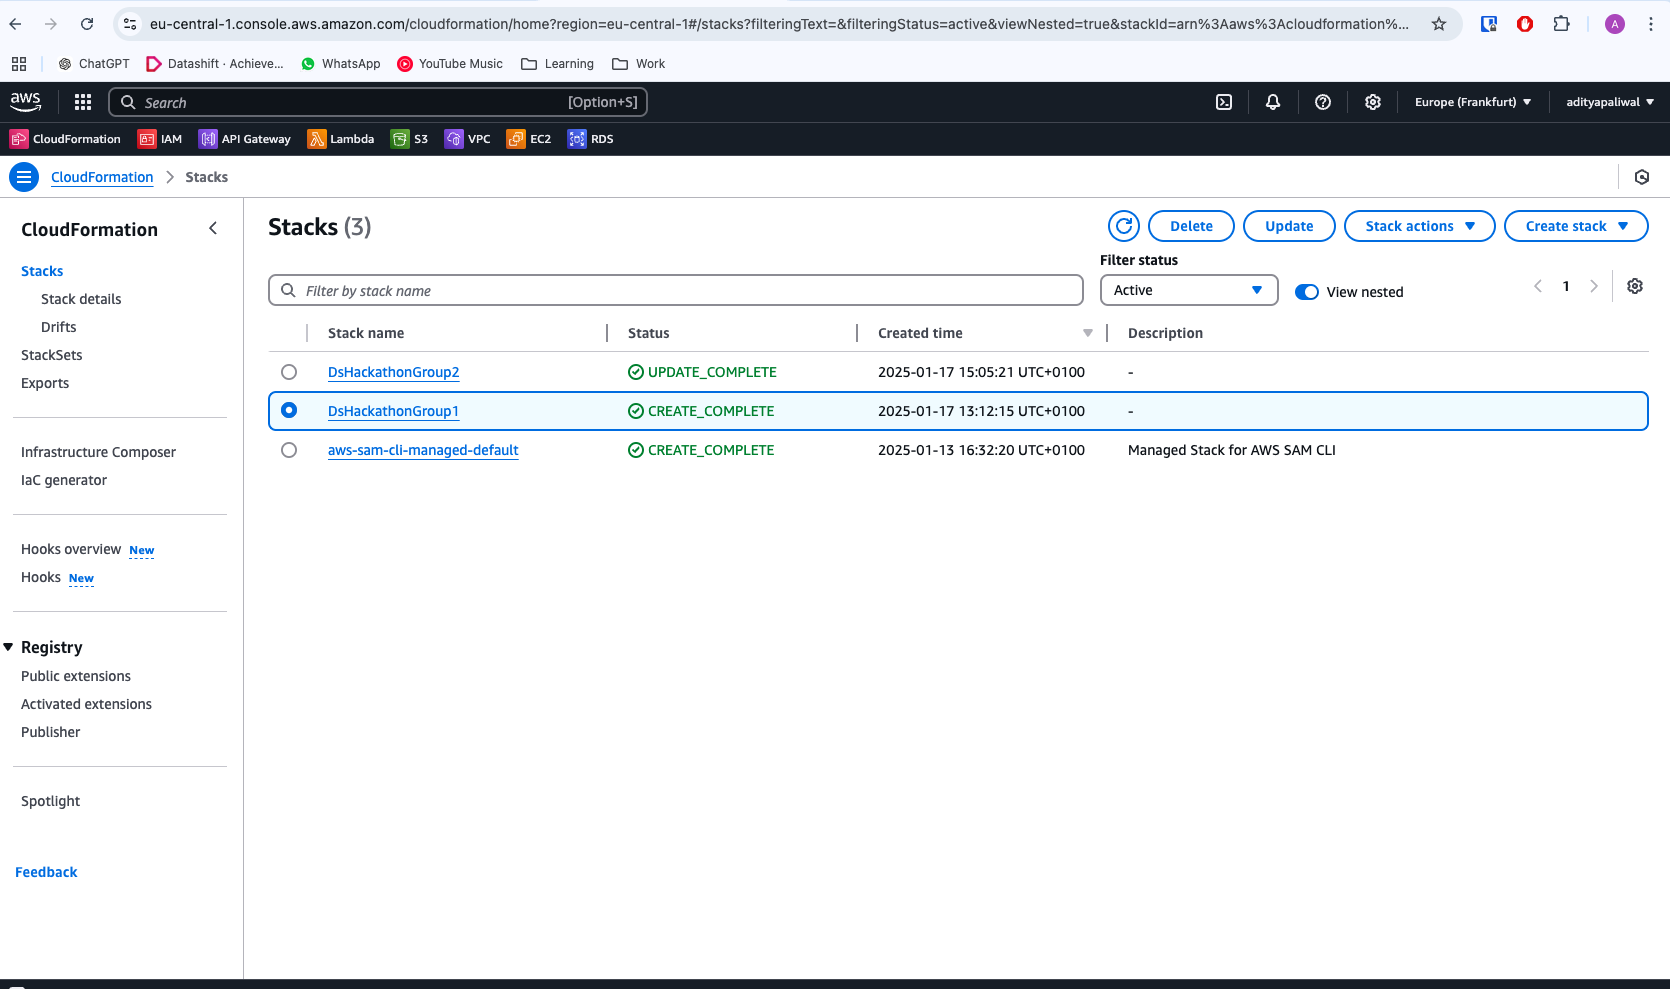 eu-central-1.console.aws.amazon.com/cloudformation/home?region=eu-central-1#/stacks?filteringText=&filteringStatus=active&viewNested=true&stackId=arn%3Aaws%3Acloudformation%...
A
ChatGPT Datashift · Achieve... WhatsApp YouTube Music Learning Work
aws Search [Option+S] Europe (Frankfurt) adityapaliwal
CloudFormation IAM API Gateway Lambda S3 VPC EC2 RDS
CloudFormation > Stacks
CloudFormation
Stacks
Stack details
Drifts
StackSets
Exports
Infrastructure Composer
IaC generator
Hooks overview New
Hooks New
Registry
Public extensions
Activated extensions
Publisher
Spotlight
Feedback
Stacks (3)
Delete Update Stack actions Create stack
Filter status
Filter by stack name Active View nested 1
Stack name Status Created time Description
DsHackathonGroup2 UPDATE_COMPLETE 2025-01-17 15:05:21 UTC+0100 -
DsHackathonGroup1 CREATE_COMPLETE 2025-01-17 13:12:15 UTC+0100 -
aws-sam-cli-managed-default CREATE_COMPLETE 2025-01-13 16:32:20 UTC+0100 Managed Stack for AWS SAM CLI